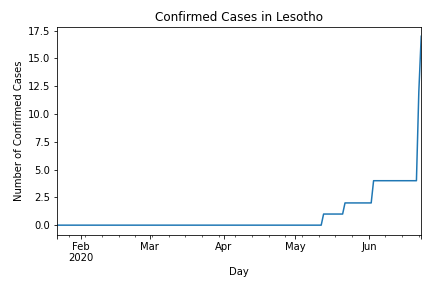 Confirmed Cases in Lesotho
17.5
15.0
12.5
10.0
7.5
5.0
2.5
0.0
Number of Confirmed Cases
Feb Mar Apr May Jun
2020
Day